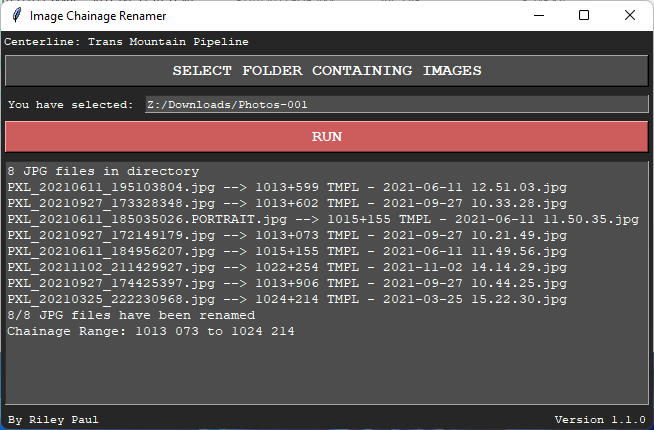 Image Chainage Renamer
Centerline: Trans Mountain Pipeline
SELECT FOLDER CONTAINING IMAGES
You have selected: Z:/Downloads/Photos-001
RUN
8 JPG files in directory
PXL_20210611_195103804.jpg --> 1013+599 TMPL - 2021-06-11 12.51.03.jpg
PXL_20210927_173328348.jpg --> 1013+602 TMPL - 2021-09-27 10.33.28.jpg
PXL_20210611_185035026.PORTRAIT.jpg --> 1015+155 TMPL - 2021-06-11 11.50.35.jpg
PXL_20210927_172149179.jpg --> 1013+073 TMPL - 2021-09-27 10.21.49.jpg
PXL_20210611_184956207.jpg --> 1015+155 TMPL - 2021-06-11 11.49.56.jpg
PXL_20211102_211429927.jpg --> 1022+254 TMPL - 2021-11-02 14.14.29.jpg
PXL_20210927_174425397.jpg --> 1013+906 TMPL - 2021-09-27 10.44.25.jpg
PXL_20210325_222230968.jpg --> 1024+214 TMPL - 2021-03-25 15.22.30.jpg
8/8 JPG files have been renamed
Chainage Range: 1013 073 to 1024 214
By Riley Paul
Version 1.1.0